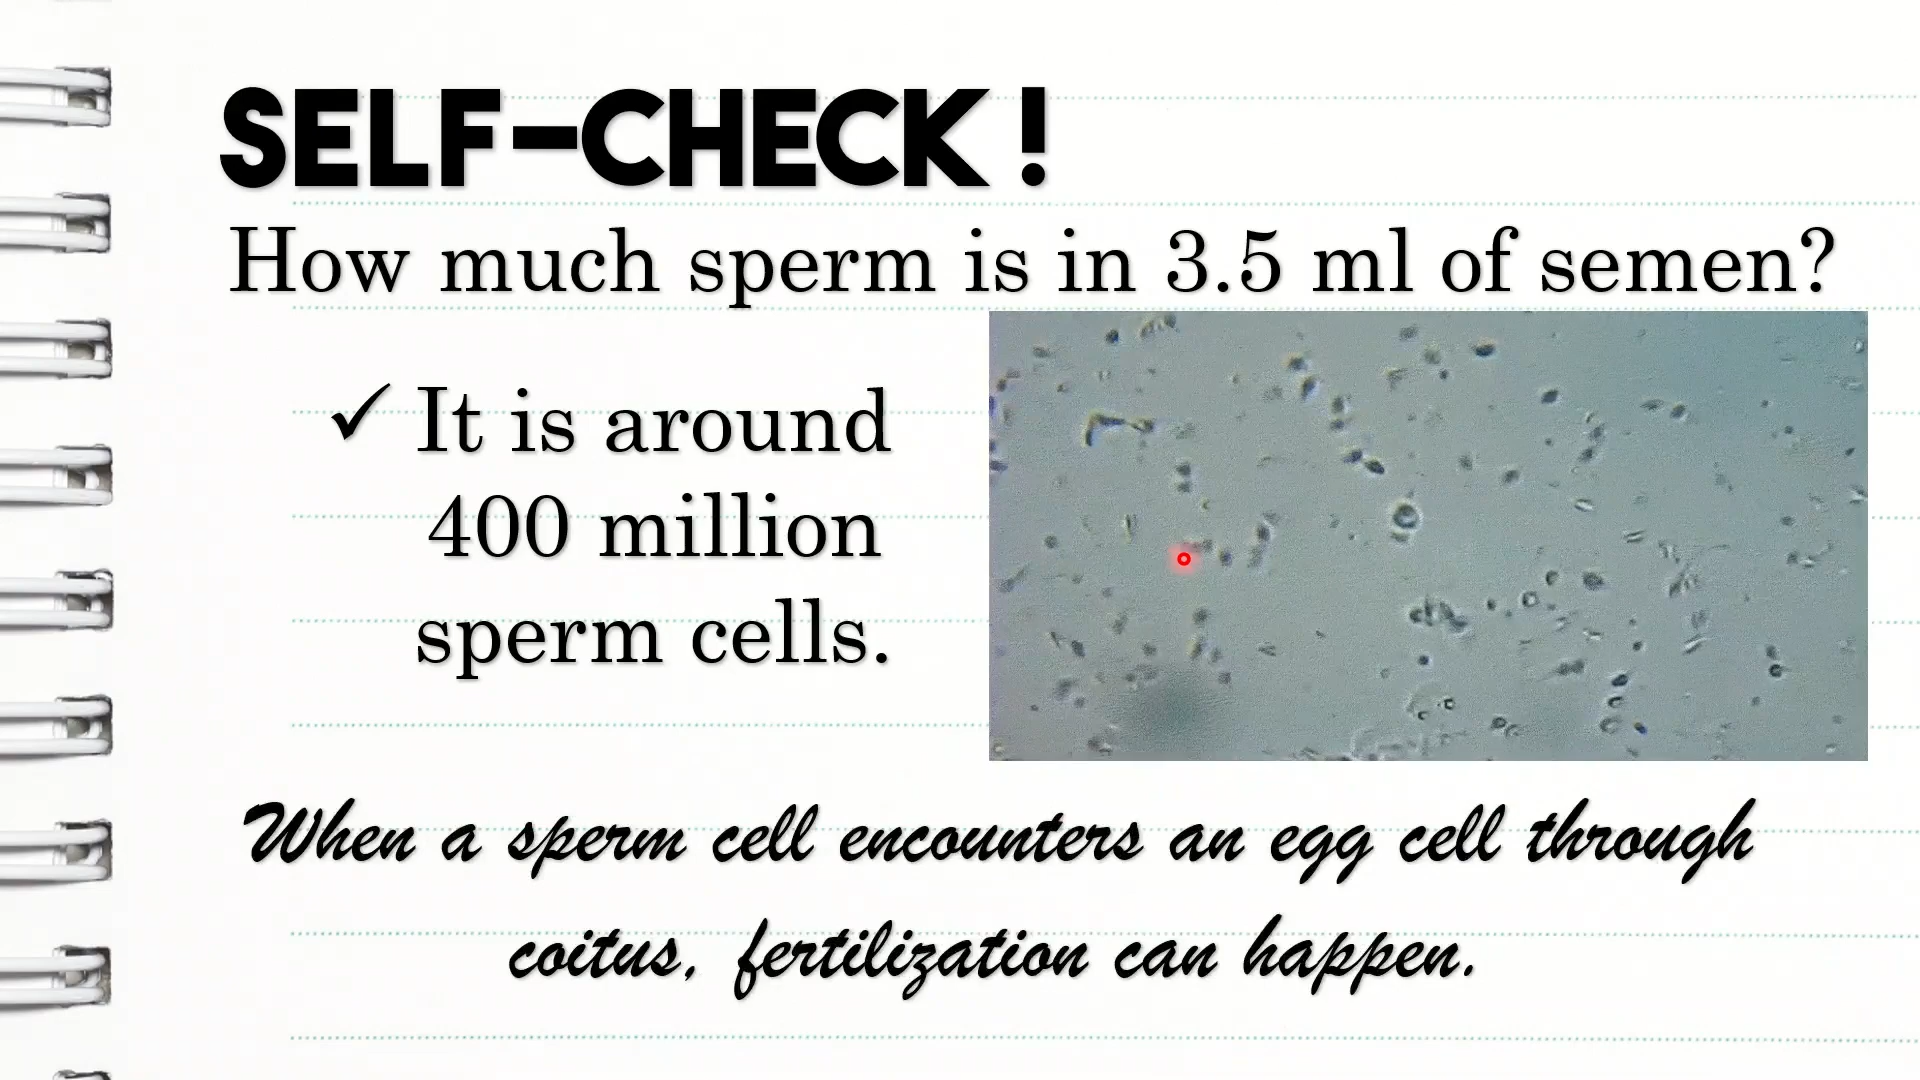 SELF-CHECK!
How much sperm is in 3.5 ml of semen?
✓ It is around
400 million
sperm cells.
When a sperm cell encounters an egg cell through
coitus, fertilization can happen.